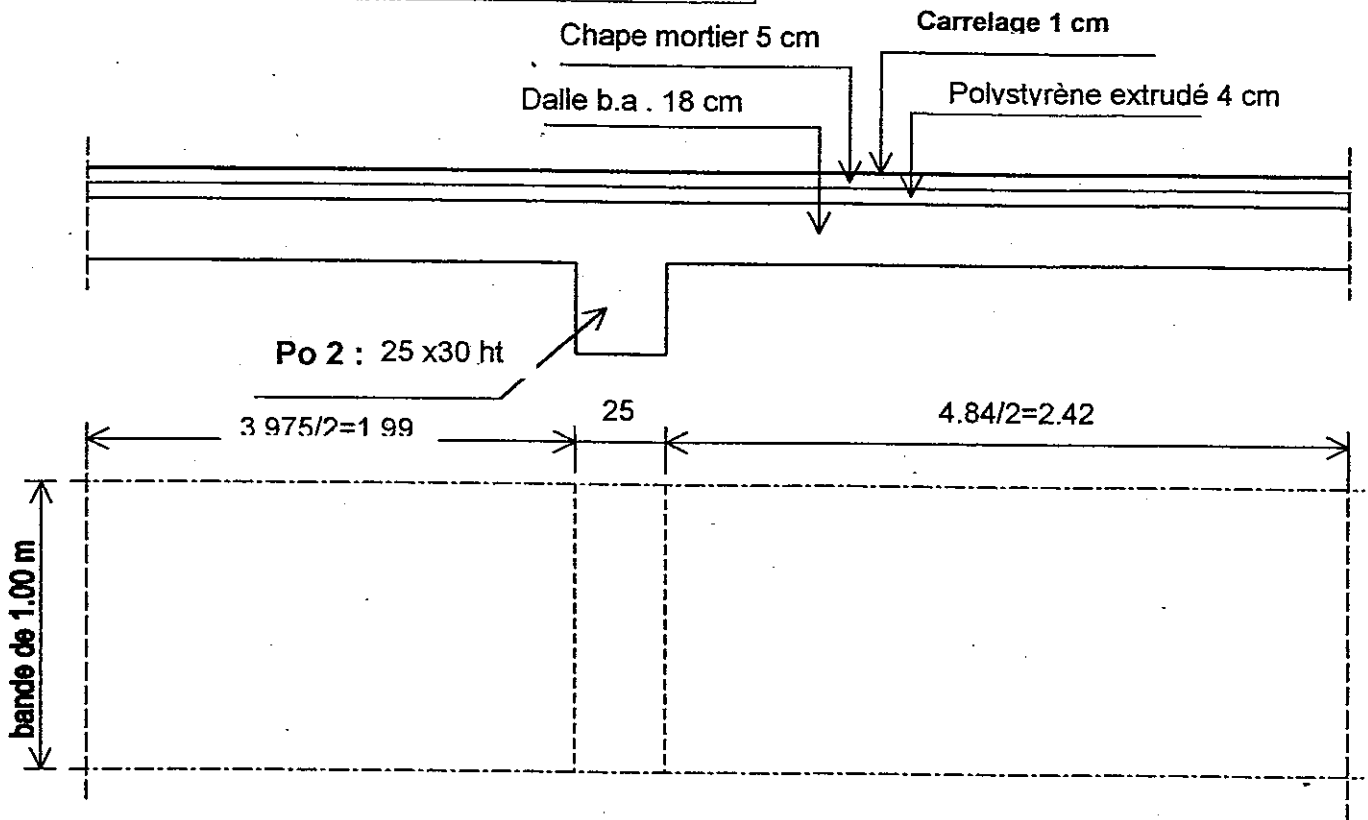 Chape mortier 5 cm
Carrelage 1 cm
Dalle b.a . 18 cm
Polystyrène extrudé 4 cm
Po 2 : 25 x30 ht
3 975/2=1 99
25
4.84/2=2.42
bande de 1.00 m